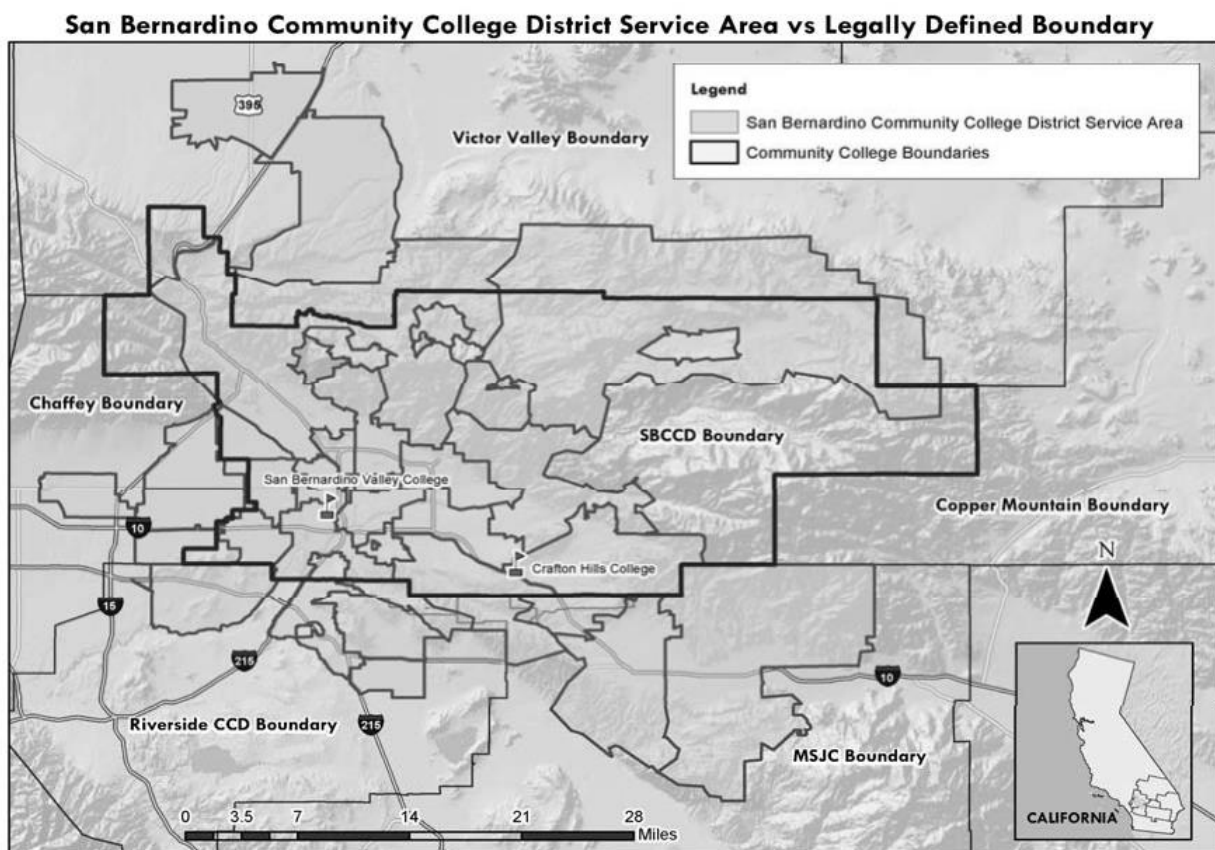 San Bernardino Community College District Service Area vs Legally Defined Boundary
395
Legend
San Bernardino Community College District Service Area
Community College Boundaries
Victor Valley Boundary
Chaffey Boundary
SBCCD Boundary
San Bernardino Valley College
Copper Mountain Boundary
10
N
Crafton Hills College
15
215
10
Riverside CCD Boundary
215
MSJC Boundary
0 3.5 7 14 21 28
Miles
CALIFORNIA